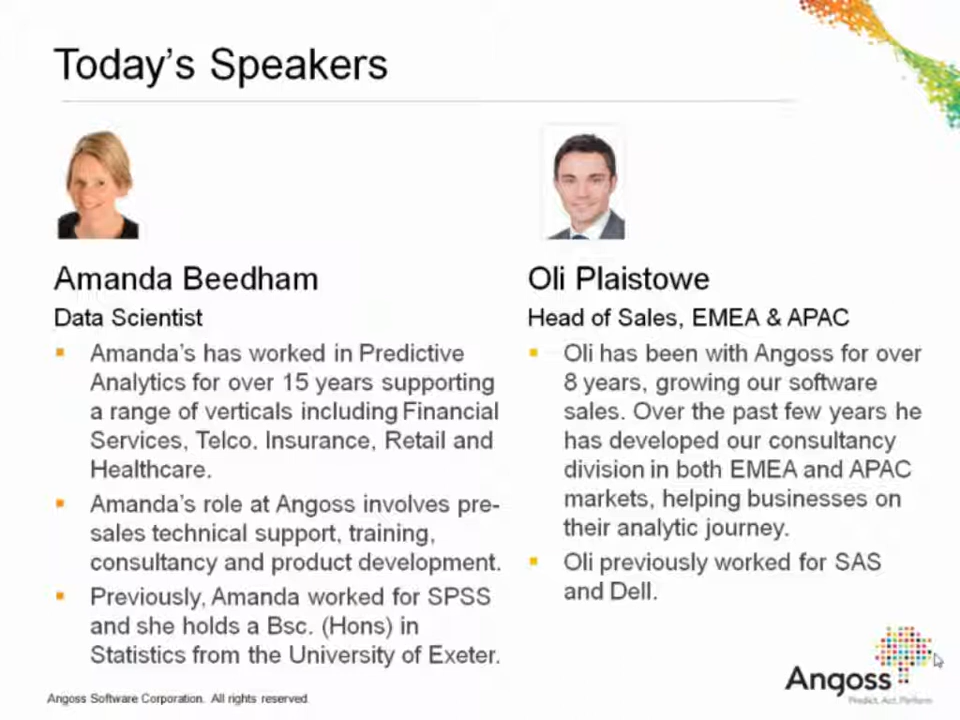 Today's Speakers
Amanda Beedham
Data Scientist
Amanda's has worked in Predictive
Analytics for over 15 years supporting
a range of verticals including Financial
Services, Telco, Insurance, Retail and
Healthcare.
Amanda's role at Angoss involves pre-
sales technical support, training,
consultancy and product development.
Previously, Amanda worked for SPSS
and she holds a Bsc. (Hons) in
Statistics from the University of Exeter.
Oli Plaistowe
Head of Sales, EMEA & APAC
Oli has been with Angoss for over
8 years, growing our software
sales. Over the past few years he
has developed our consultancy
division in both EMEA and APAC
markets, helping businesses on
their analytic journey.
Oli previously worked for SAS
and Dell.
Angoss
Predict. Act. Perform.
Angoss Software Corporation. All rights reserved.